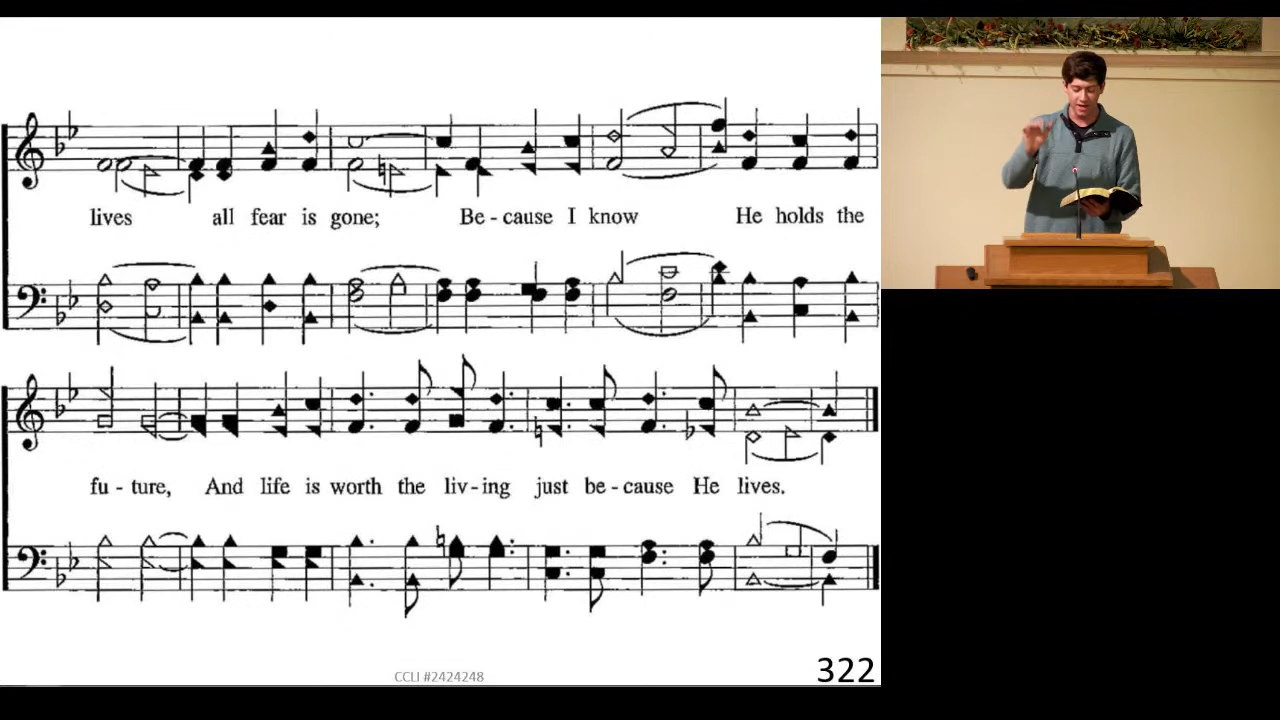 lives all fear is gone; Be - cause I know He holds the
fu - ture, And life is worth the liv - ing just be - cause He lives.
CCLI #2424248
322